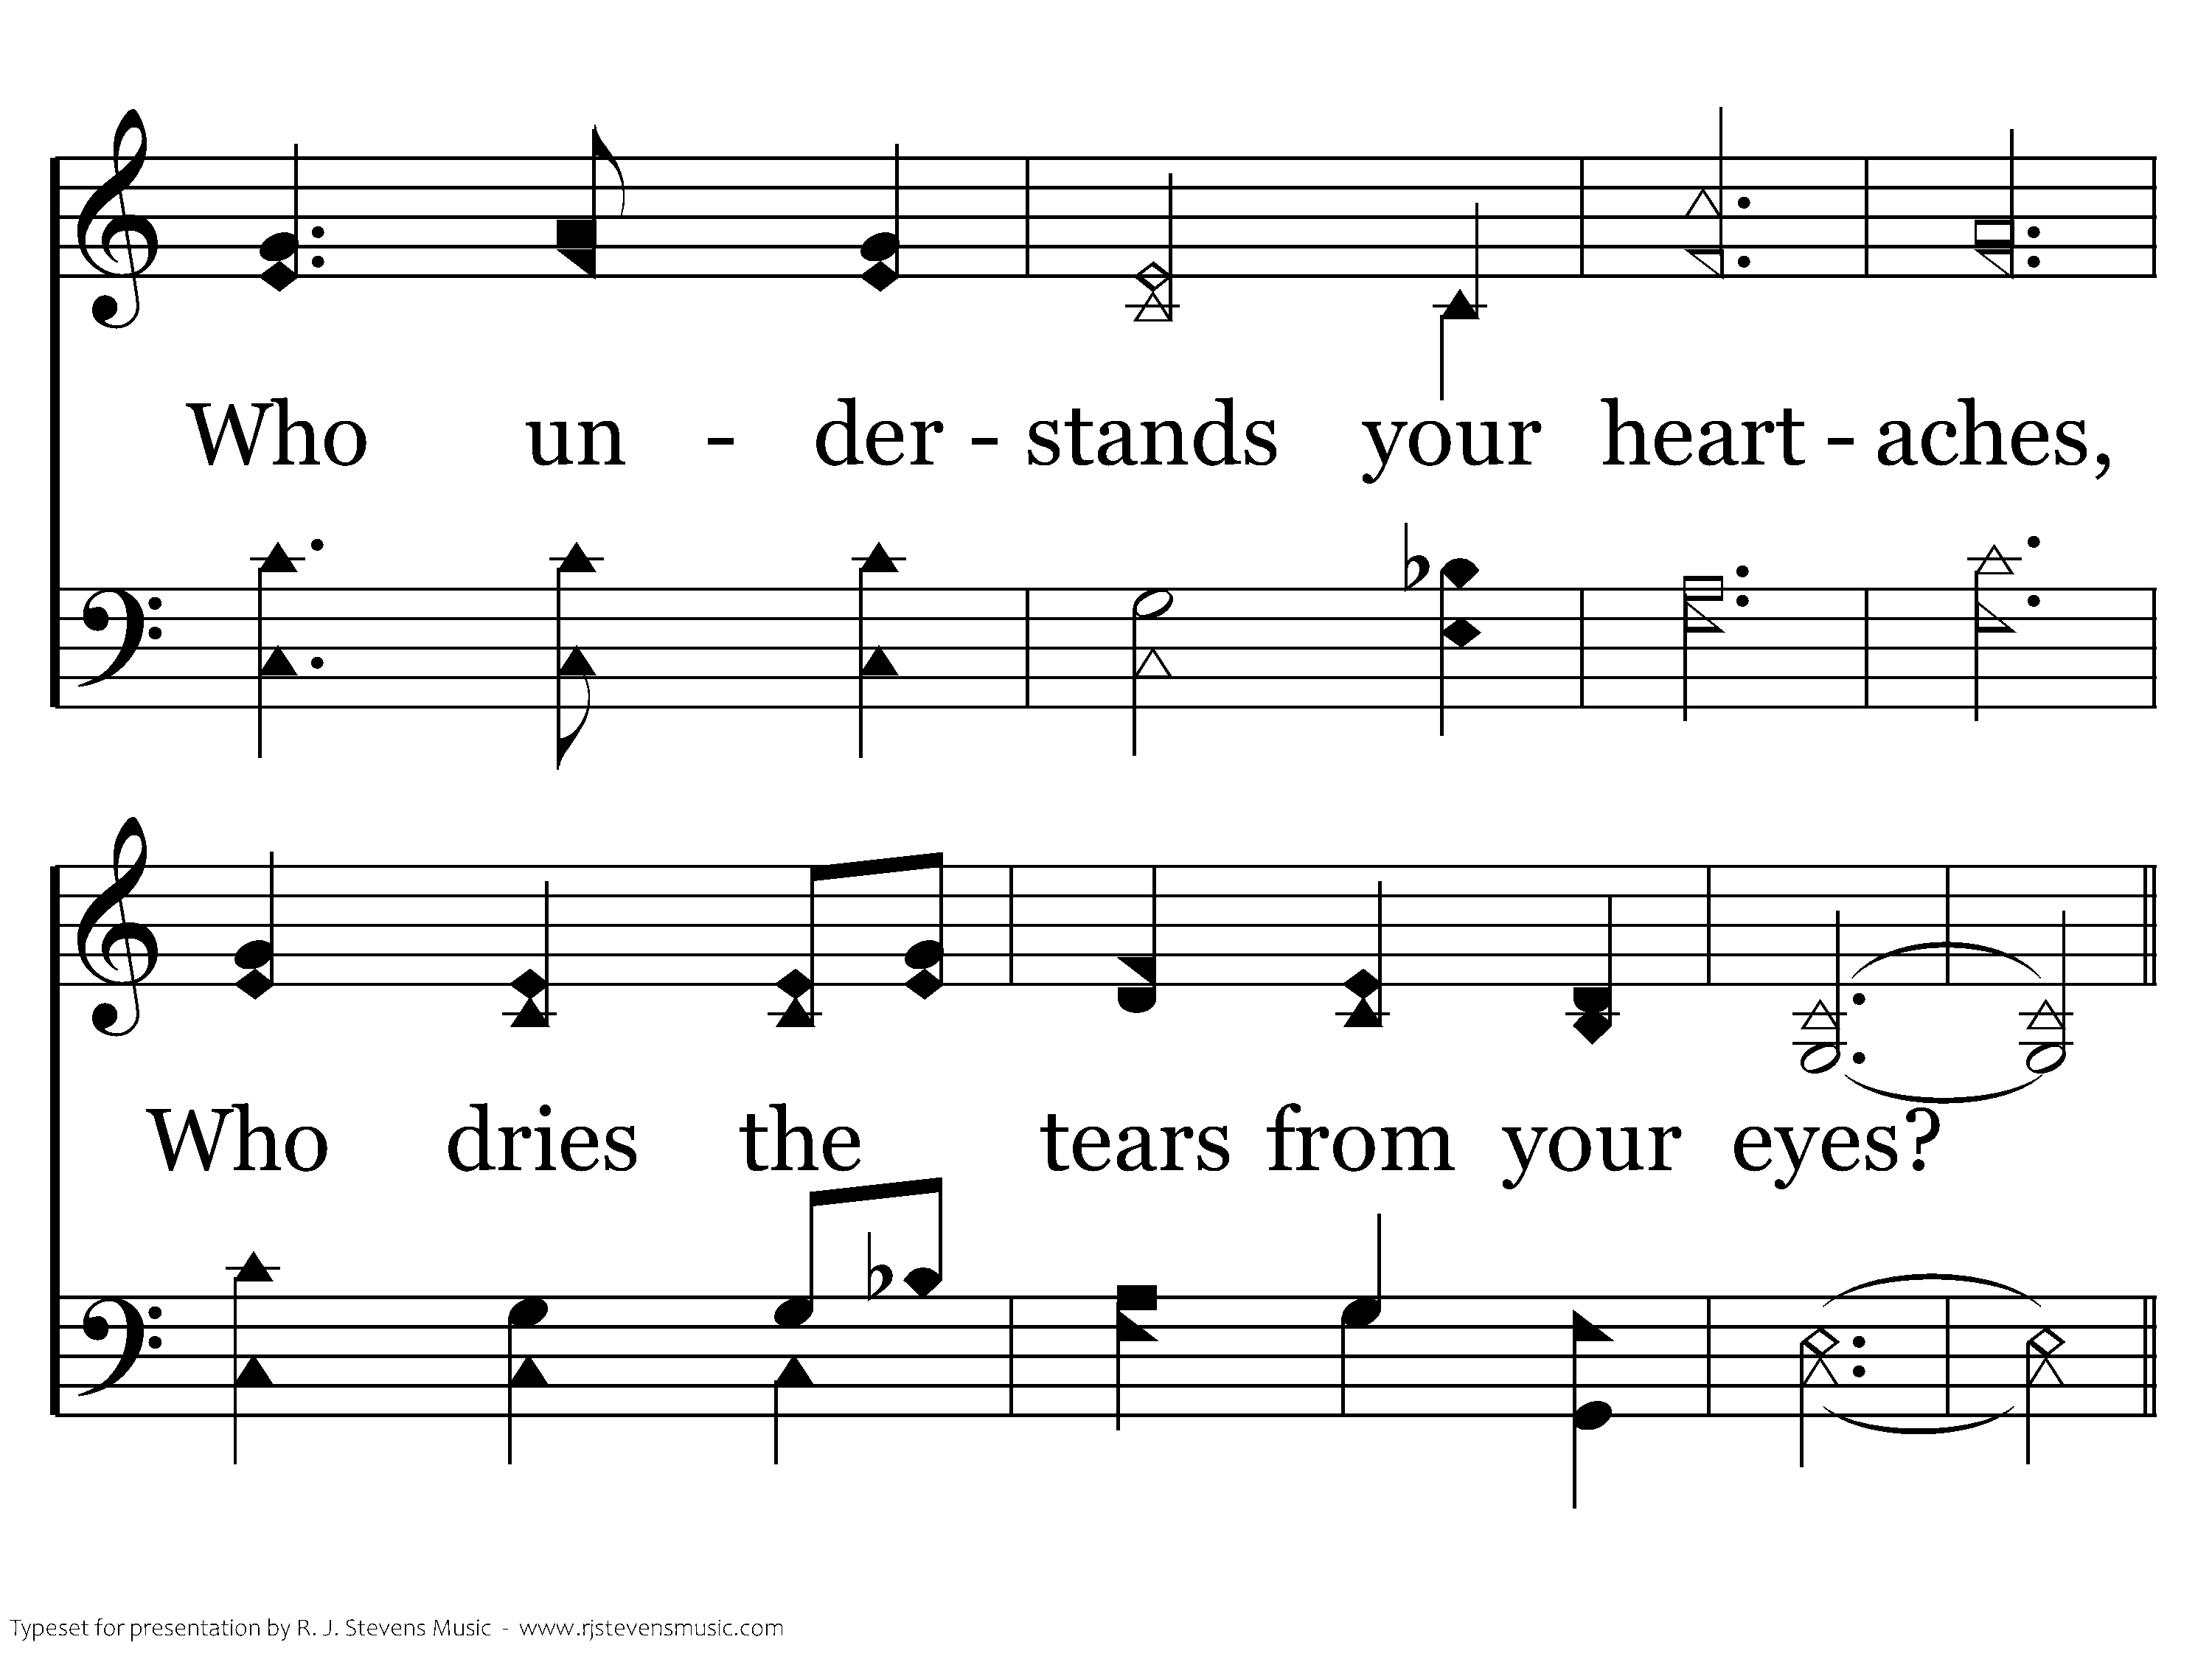 Who un - der - stands your heart - aches,
Who dries the tears from your eyes?
Typeset for presentation by R. J. Stevens Music - www.rjstevensmusic.com